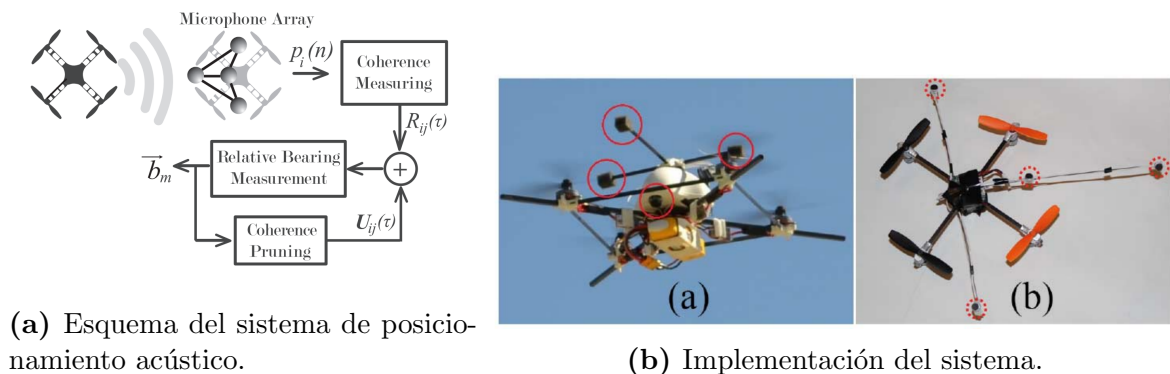 Microphone Array
p_i(n)
Coherence
Measuring
R_ij(τ)
+
Relative Bearing
Measurement
b_m
Coherence
Pruning
U_ij(τ)
(a)
(b)
(a) Esquema del sistema de posicio-
namiento acústico.
(b) Implementación del sistema.